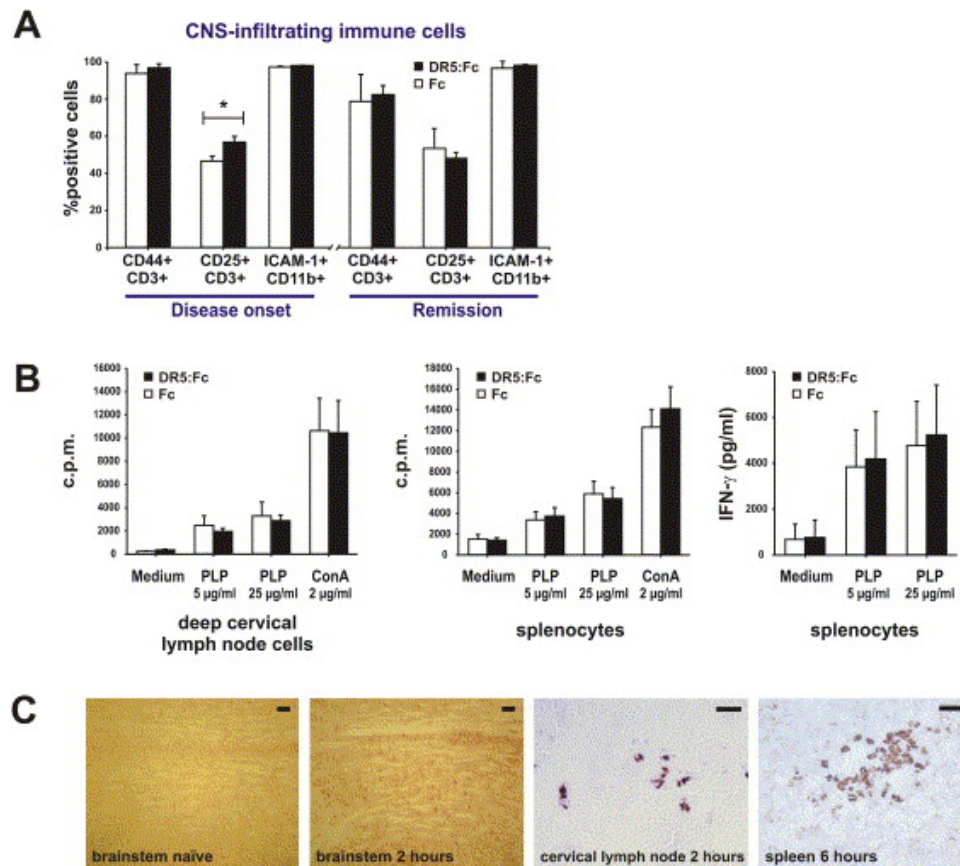 A
CNS-infiltrating immune cells
DR5:Fc
Fc
*
%positive cells
100
80
60
40
20
0
CD44+ CD25+ ICAM-1+ CD44+ CD25+ ICAM-1+
CD3+ CD3+ CD11b+ CD3+ CD3+ CD11b+
Disease onset Remission
B
DR5:Fc
Fc
c.p.m.
16000
14000
12000
10000
8000
6000
4000
2000
0
Medium PLP PLP ConA
5 µg/ml 25 µg/ml 2 µg/ml
deep cervical
lymph node cells
DR5:Fc
Fc
c.p.m.
18000
16000
14000
12000
10000
8000
6000
4000
2000
0
Medium PLP PLP ConA
5 µg/ml 25 µg/ml 2 µg/ml
splenocytes
DR5:Fc
Fc
IFN-γ (pg/ml)
8000
6000
4000
2000
0
Medium PLP PLP
5 µg/ml 25 µg/ml
splenocytes
C
brainstem naïve
brainstem 2 hours
cervical lymph node 2 hours
spleen 6 hours